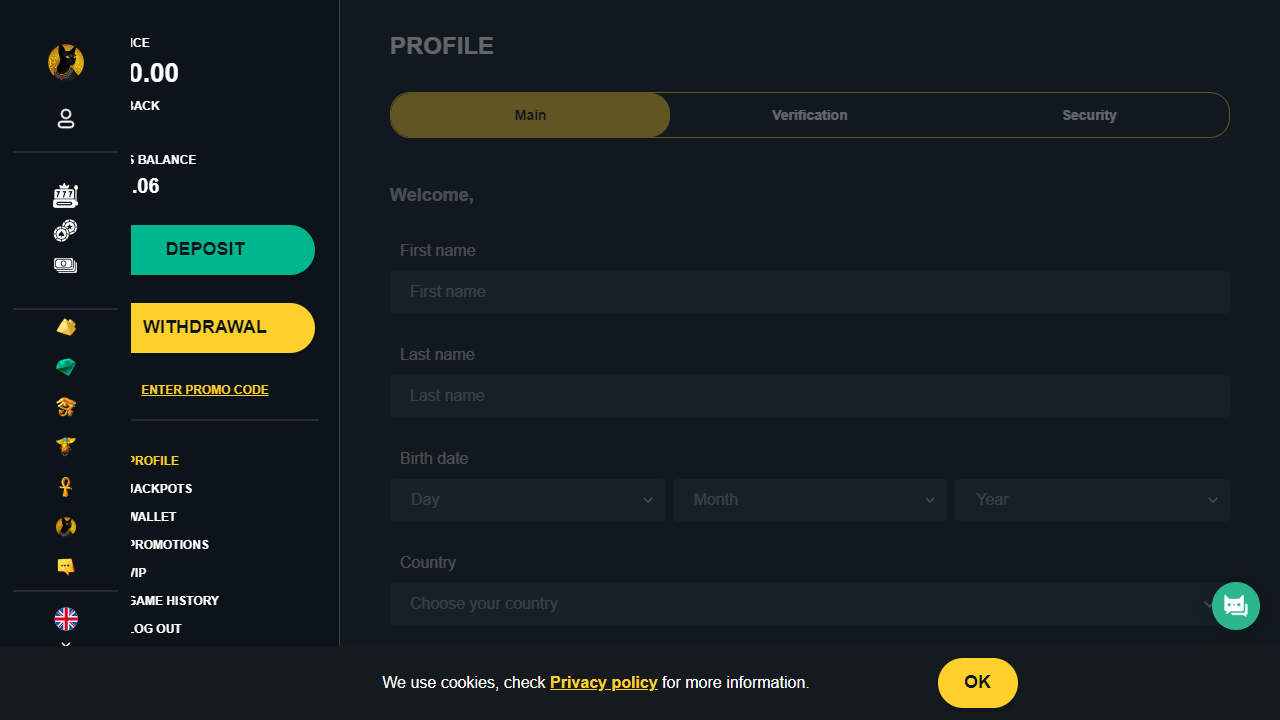 0.00
S BALANCE
.06
DEPOSIT
WITHDRAWAL
ENTER PROMO CODE
PROFILE
JACKPOTS
WALLET
PROMOTIONS
VIP
GAME HISTORY
LOG OUT
PROFILE
Main
Verification
Security
Welcome,
First name
First name
Last name
Last name
Birth date
Day
Month
Year
Country
Choose your country
We use cookies, check Privacy policy for more information.
OK